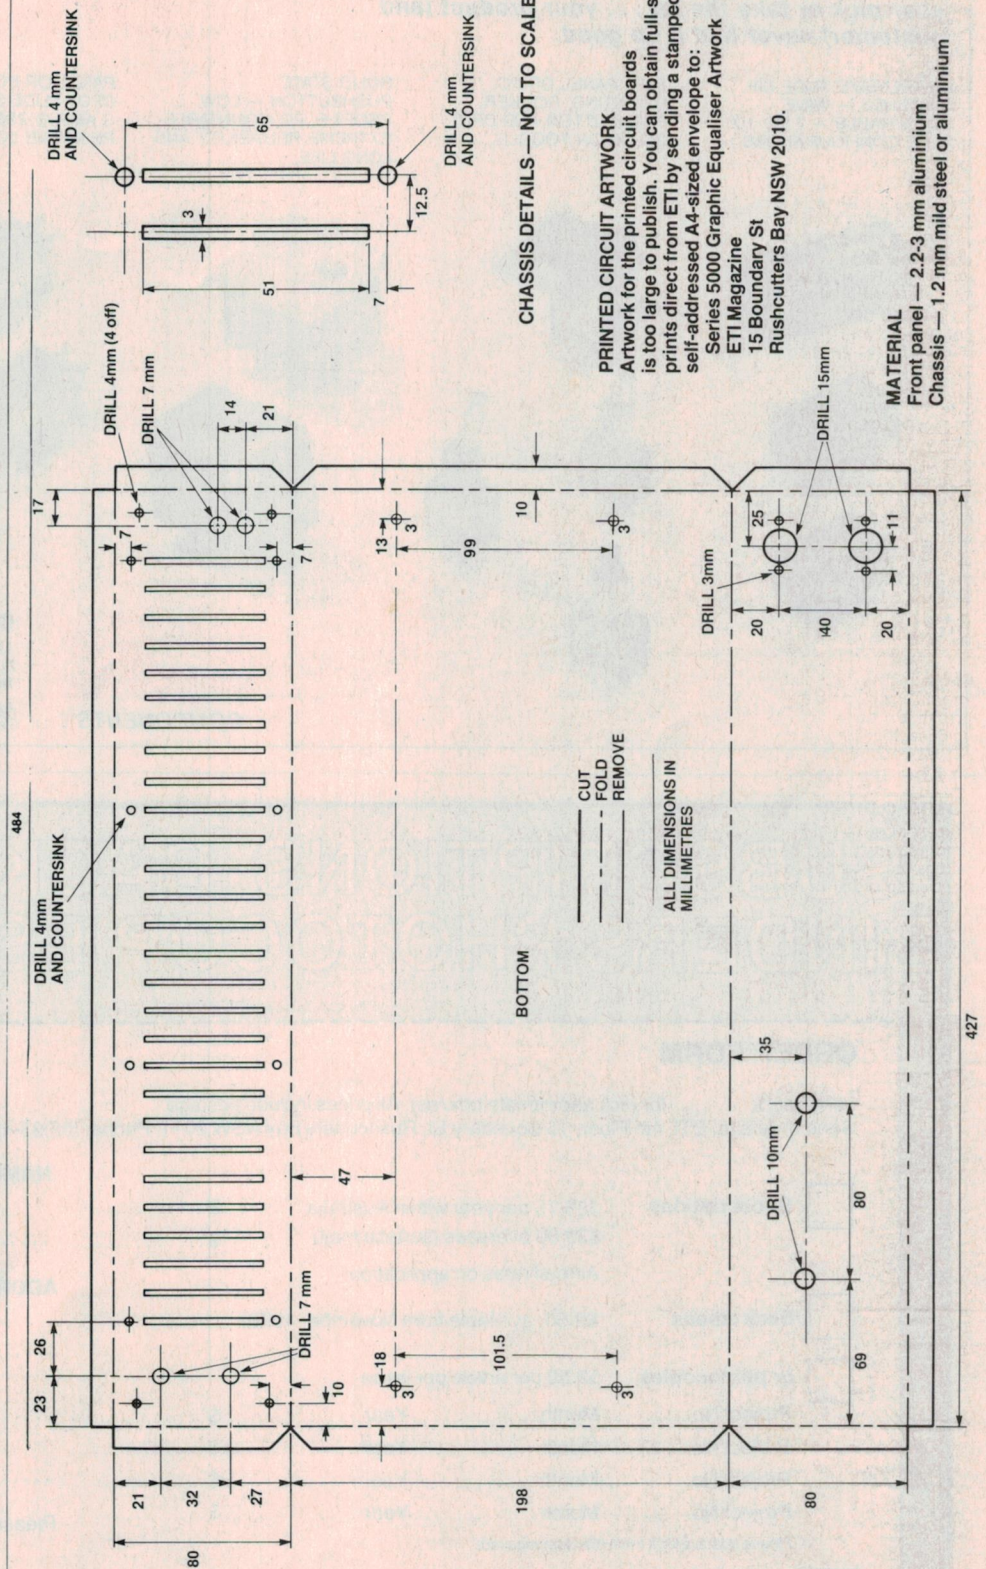 DRILL 4 mm
AND COUNTERSINK
65
3
51
7
12.5
DRILL 4 mm
AND COUNTERSINK
CHASSIS DETAILS — NOT TO SCALE
PRINTED CIRCUIT ARTWORK
Artwork for the printed circuit boards
is too large to publish. You can obtain full-s
prints direct from ETI by sending a stamped
self-addressed A4-sized envelope to:
Series 5000 Graphic Equaliser Artwork
ETI Magazine
15 Boundary St
Rushcutters Bay NSW 2010.
MATERIAL
Front panel — 2.2-3 mm aluminium
Chassis — 1.2 mm mild steel or aluminium
484
DRILL 4mm
AND COUNTERSINK
17
DRILL 4mm (4 off)
DRILL 7 mm
7
14
21
7
13
3
99
10
3
23
26
DRILL 7 mm
21
32
27
80
10
47
18
3
101.5
3
198
BOTTOM
CUT
FOLD
REMOVE
ALL DIMENSIONS IN
MILLIMETRES
DRILL 3mm
DRILL 15mm
25
11
20
40
20
35
DRILL 10mm
69
80
80
427